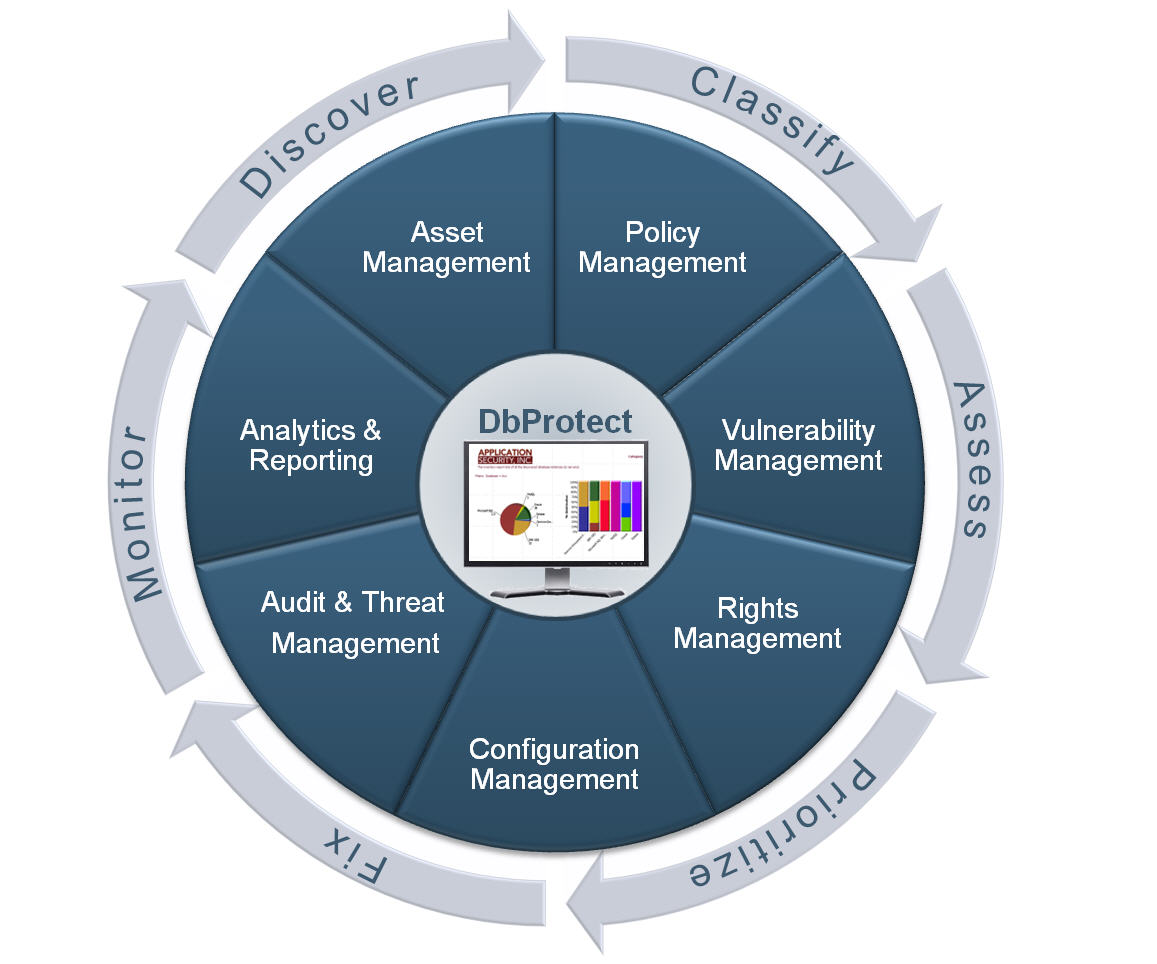 Discover
Classify
Assess
Prioritize
Fix
Monitor
Asset
Management
Policy
Management
Vulnerability
Management
Rights
Management
Configuration
Management
Audit & Threat
Management
Analytics &
Reporting
DbProtect
APPLICATION
SECURITY, INC.